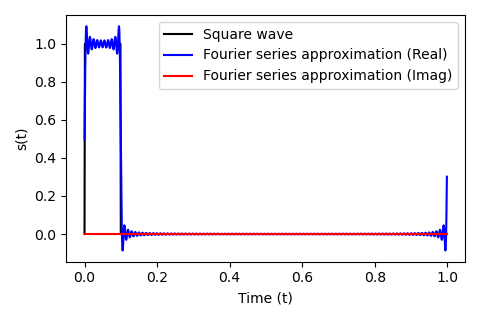 Square wave
Fourier series approximation (Real)
Fourier series approximation (Imag)
s(t)
1.0
0.8
0.6
0.4
0.2
0.0
0.0 0.2 0.4 0.6 0.8 1.0
Time (t)